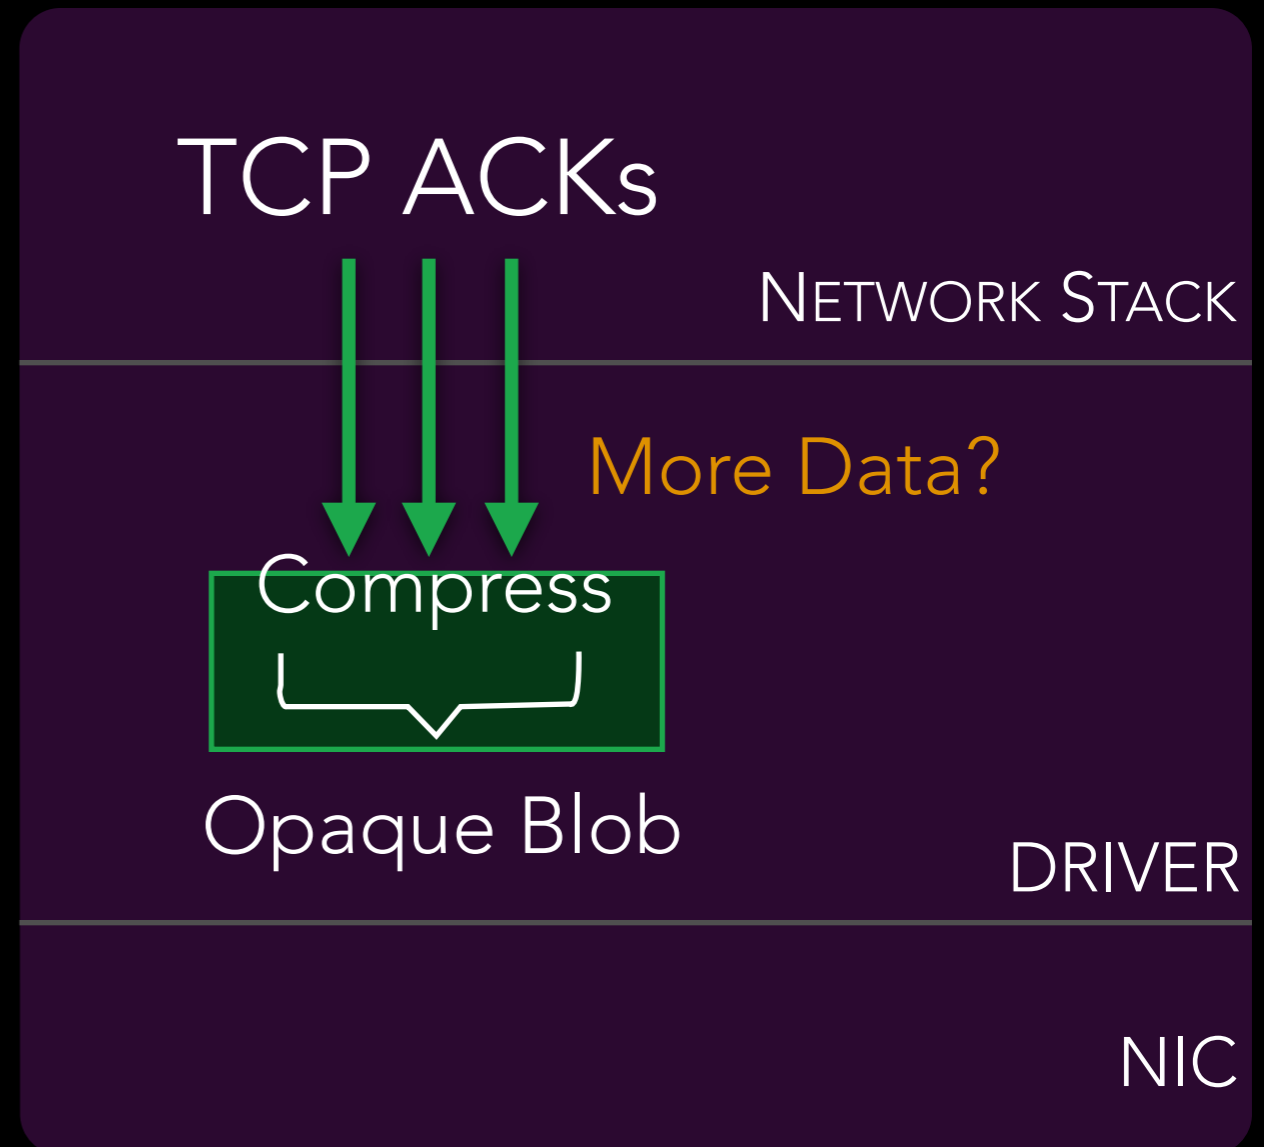 TCP ACKs
NETWORK STACK
More Data?
Compress
Opaque Blob
DRIVER
NIC